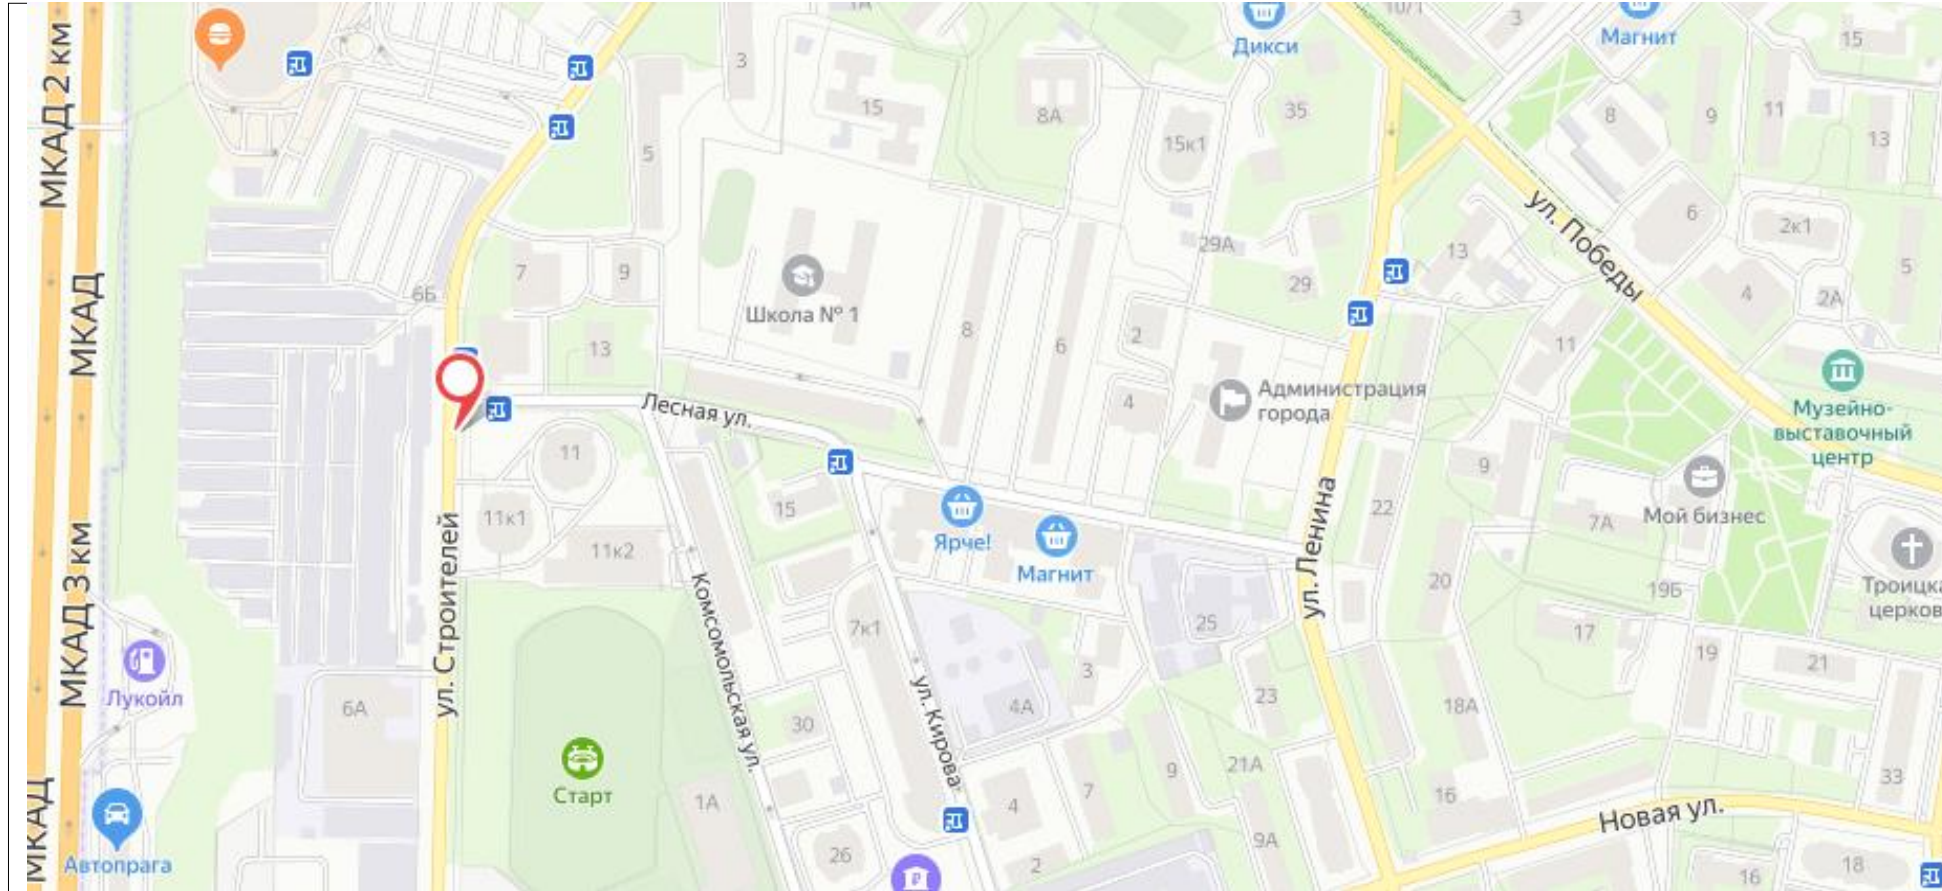 МКАД 2 км
МКАД
МКАД 3 км
МКАД
3
15
8А
Дикси
35
15к1
10/1
3
Магнит
15
8
9
11
13
5
29А
29
13
ул. Победы
6
2к1
5
4
2А
11
7
9
6Б
Школа № 1
13
8
6
2
4
Администрация
города
Музейно-
выставочный
центр
Лесная ул.
11
11к1
11к2
15
Ярче!
Магнит
ул. Ленина
22
9
7А
Мой бизнес
20
19Б
Троицка
церков
ул. Строителей
Комсомольская ул.
7к1
ул. Кирова
4А
3
25
23
17
19
21
18А
Лукойл
6А
Старт
30
1А
26
4
7
9
21А
9А
2
16
Новая ул.
33
16
18
Автопрага
5